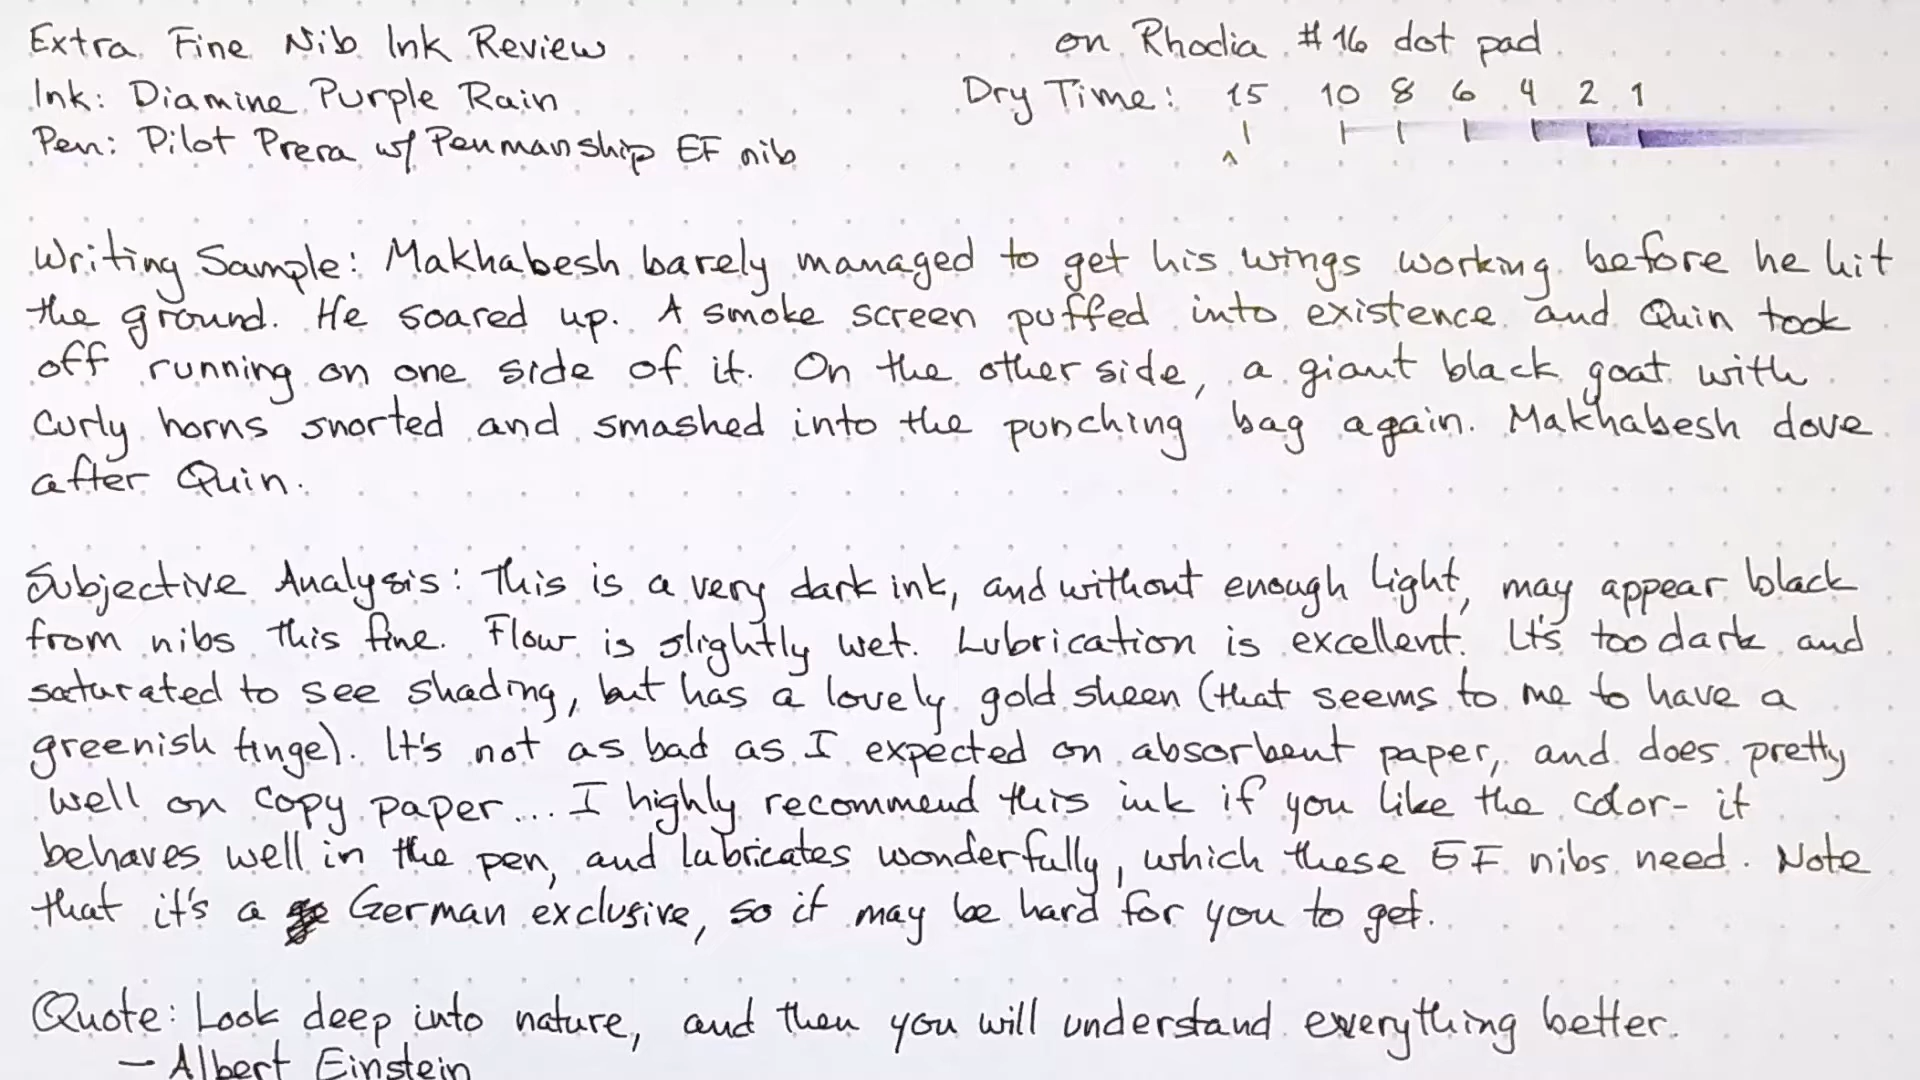 Extra Fine Nib Ink Review
on Rhodia #16 dot pad
Ink: Diamine Purple Rain
Dry Time: 15 10 8 6 4 2 1
Pen: Pilot Prera w/ Penmanship EF nib
Writing Sample: Makhabesh barely managed to get his wings working before he hit
the ground. He soared up. A smoke screen puffed into existence and Quin took
off running on one side of it. On the other side, a giant black goat with
curly horns snorted and smashed into the punching bag again. Makhabesh dove
after Quin.
Subjective Analysis: This is a very dark ink, and without enough light, may appear black
from nibs this fine. Flow is slightly wet. Lubrication is excellent. It's too dark and
saturated to see shading, but has a lovely gold sheen (that seems to me to have a
greenish tinge). It's not as bad as I expected on absorbent paper, and does pretty
well on copy paper... I highly recommend this ink if you like the color- it
behaves well in the pen, and lubricates wonderfully, which these EF nibs need. Note
that it's a German exclusive, so it may be hard for you to get.
Quote: Look deep into nature, and then you will understand everything better.
— Albert Einstein